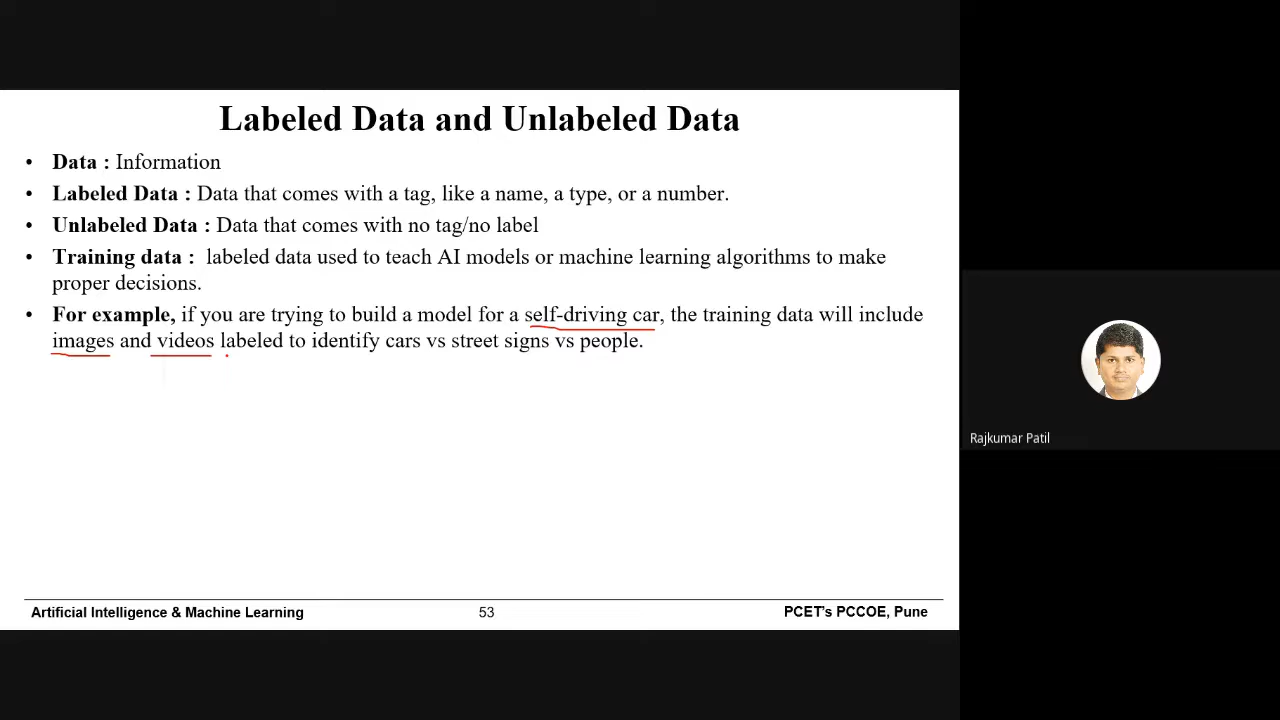 Labeled Data and Unlabeled Data
• Data : Information
• Labeled Data : Data that comes with a tag, like a name, a type, or a number.
• Unlabeled Data : Data that comes with no tag/no label
• Training data : labeled data used to teach AI models or machine learning algorithms to make
proper decisions.
• For example, if you are trying to build a model for a self-driving car, the training data will include
images and videos labeled to identify cars vs street signs vs people.
Rajkumar Patil
Artificial Intelligence & Machine Learning 53 PCET's PCCOE, Pune